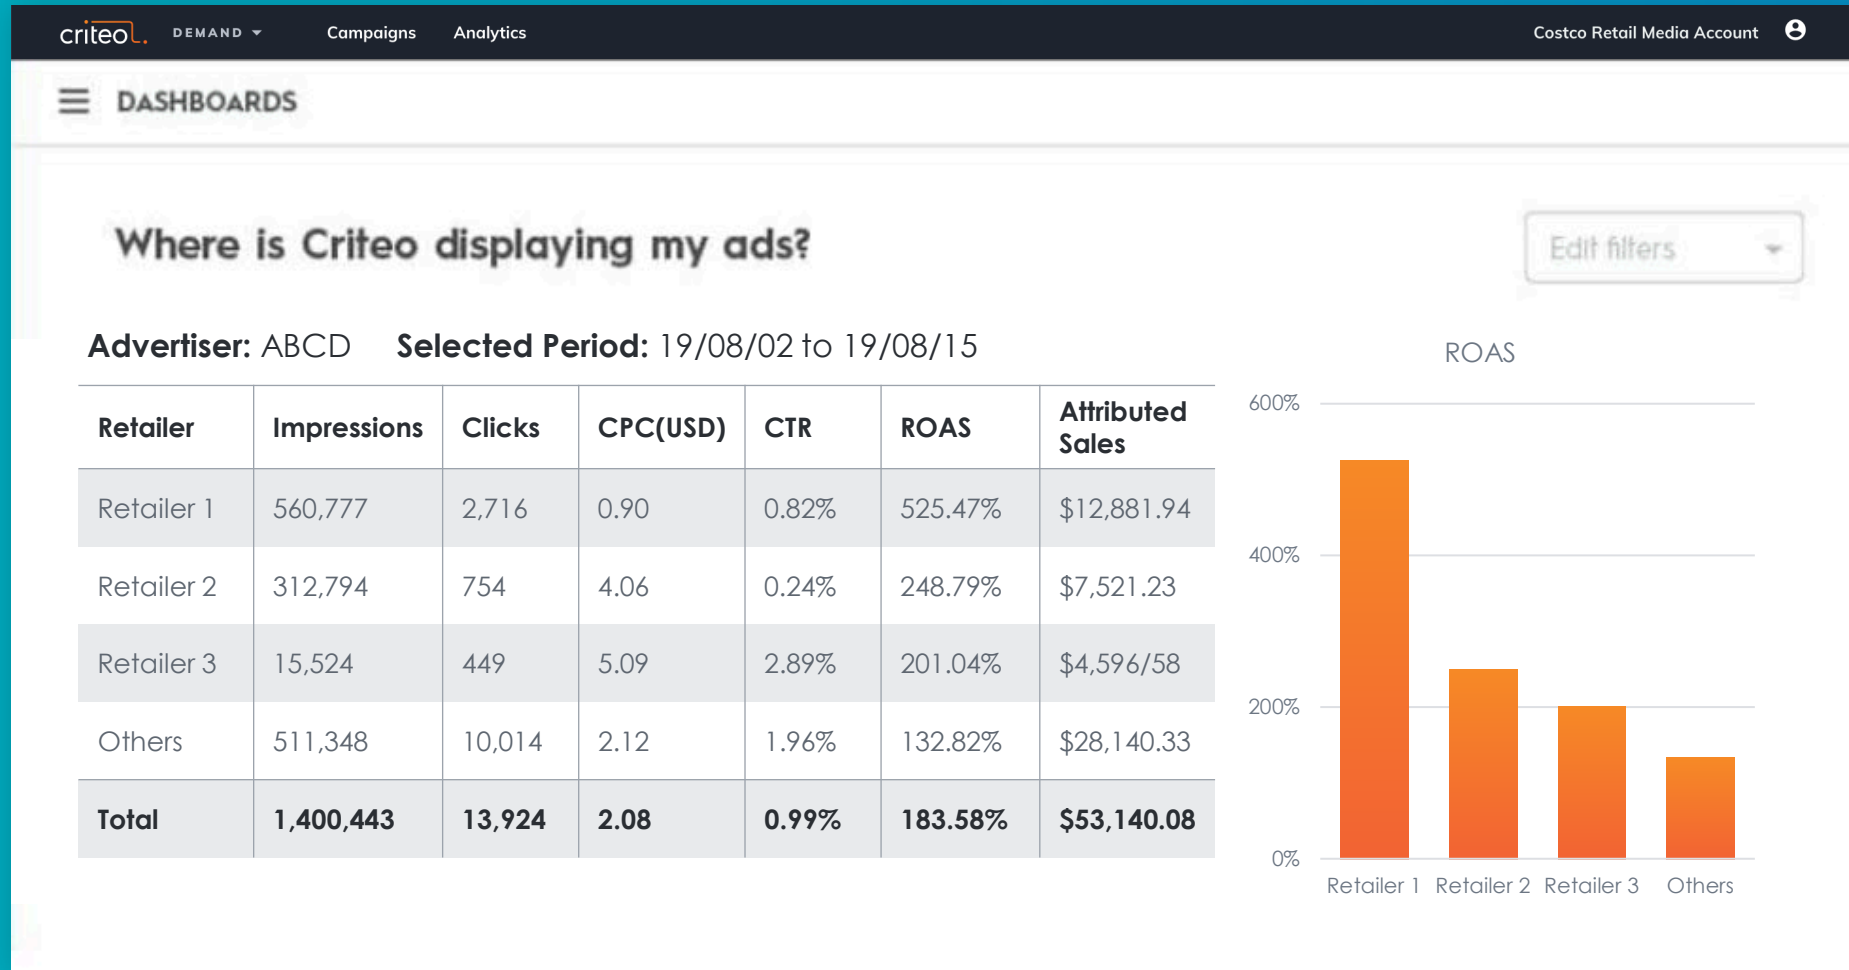 criteo. DEMAND Campaigns Analytics Costco Retail Media Account
DASHBOARDS
Where is Criteo displaying my ads?
Edit filters
Advertiser: ABCD Selected Period: 19/08/02 to 19/08/15
Retailer Impressions Clicks CPC(USD) CTR ROAS Attributed Sales
Retailer 1 560,777 2,716 0.90 0.82% 525.47% $12,881.94
Retailer 2 312,794 754 4.06 0.24% 248.79% $7,521.23
Retailer 3 15,524 449 5.09 2.89% 201.04% $4,596/58
Others 511,348 10,014 2.12 1.96% 132.82% $28,140.33
Total 1,400,443 13,924 2.08 0.99% 183.58% $53,140.08
ROAS
600%
400%
200%
0%
Retailer 1 Retailer 2 Retailer 3 Others